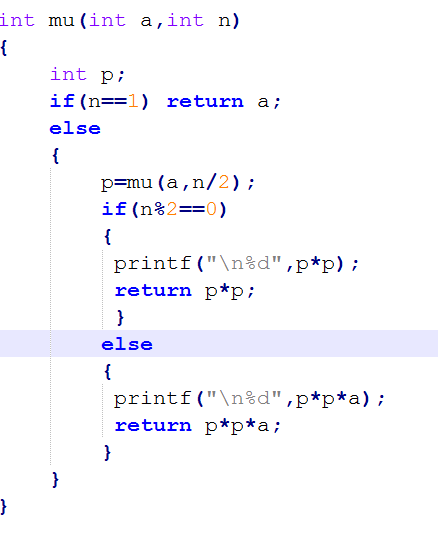 int mu(int a,int n)
{
int p;
if(n==1) return a;
else
{
p=mu(a,n/2);
if(n%2==0)
{
printf("\n%d",p*p);
return p*p;
}
else
{
printf("\n%d",p*p*a);
return p*p*a;
}
}
}